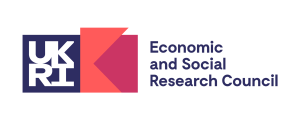 UK
RI
Economic
and Social
Research Council